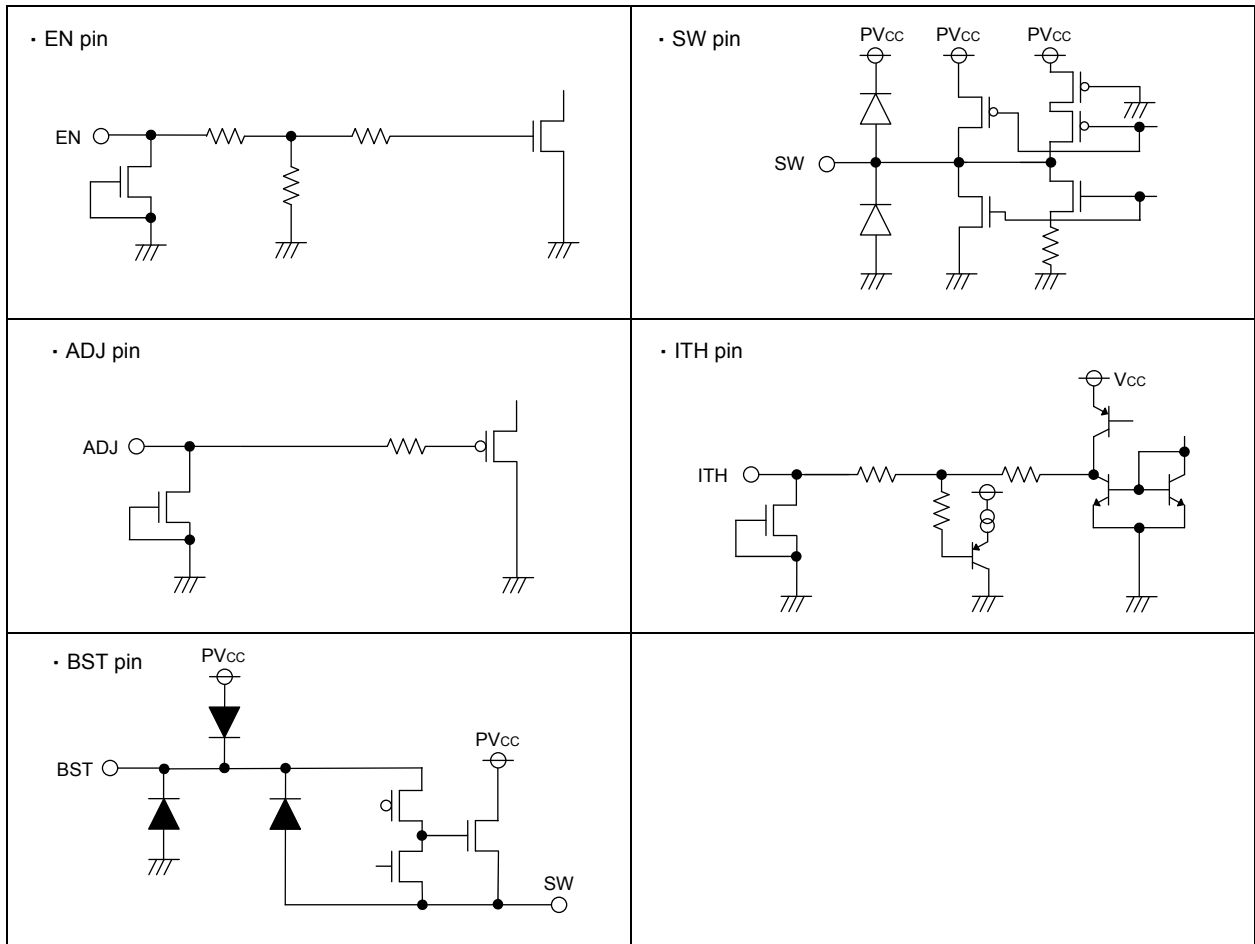 ・ EN pin
EN
・ SW pin
PVCC PVCC PVCC
SW
・ ADJ pin
ADJ
・ ITH pin
VCC
ITH
・ BST pin
PVCC
PVCC
BST
SW